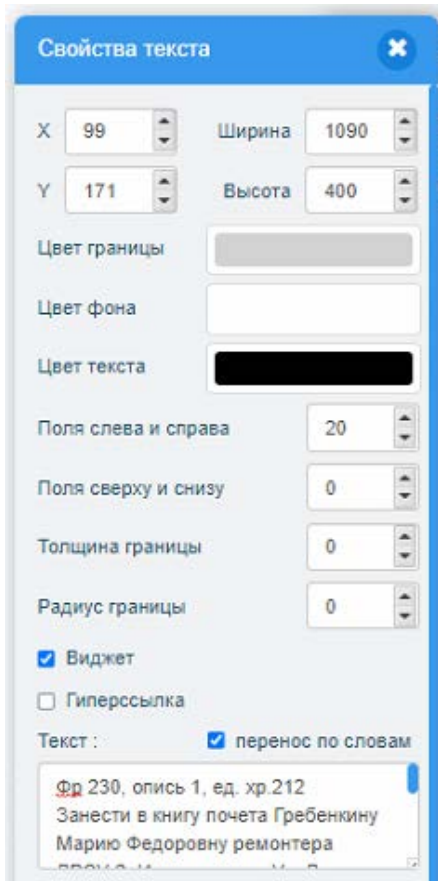 Свойства текста
X 99 Ширина 1090
Y 171 Высота 400
Цвет границы
Цвет фона
Цвет текста
Поля слева и справа 20
Поля сверху и снизу 0
Толщина границы 0
Радиус границы 0
Виджет
Гиперссылка
Текст : перенос по словам
Фр 230, опись 1, ед. хр.212
Занести в книгу почета Гребенкину
Марию Федоровну ремонтера